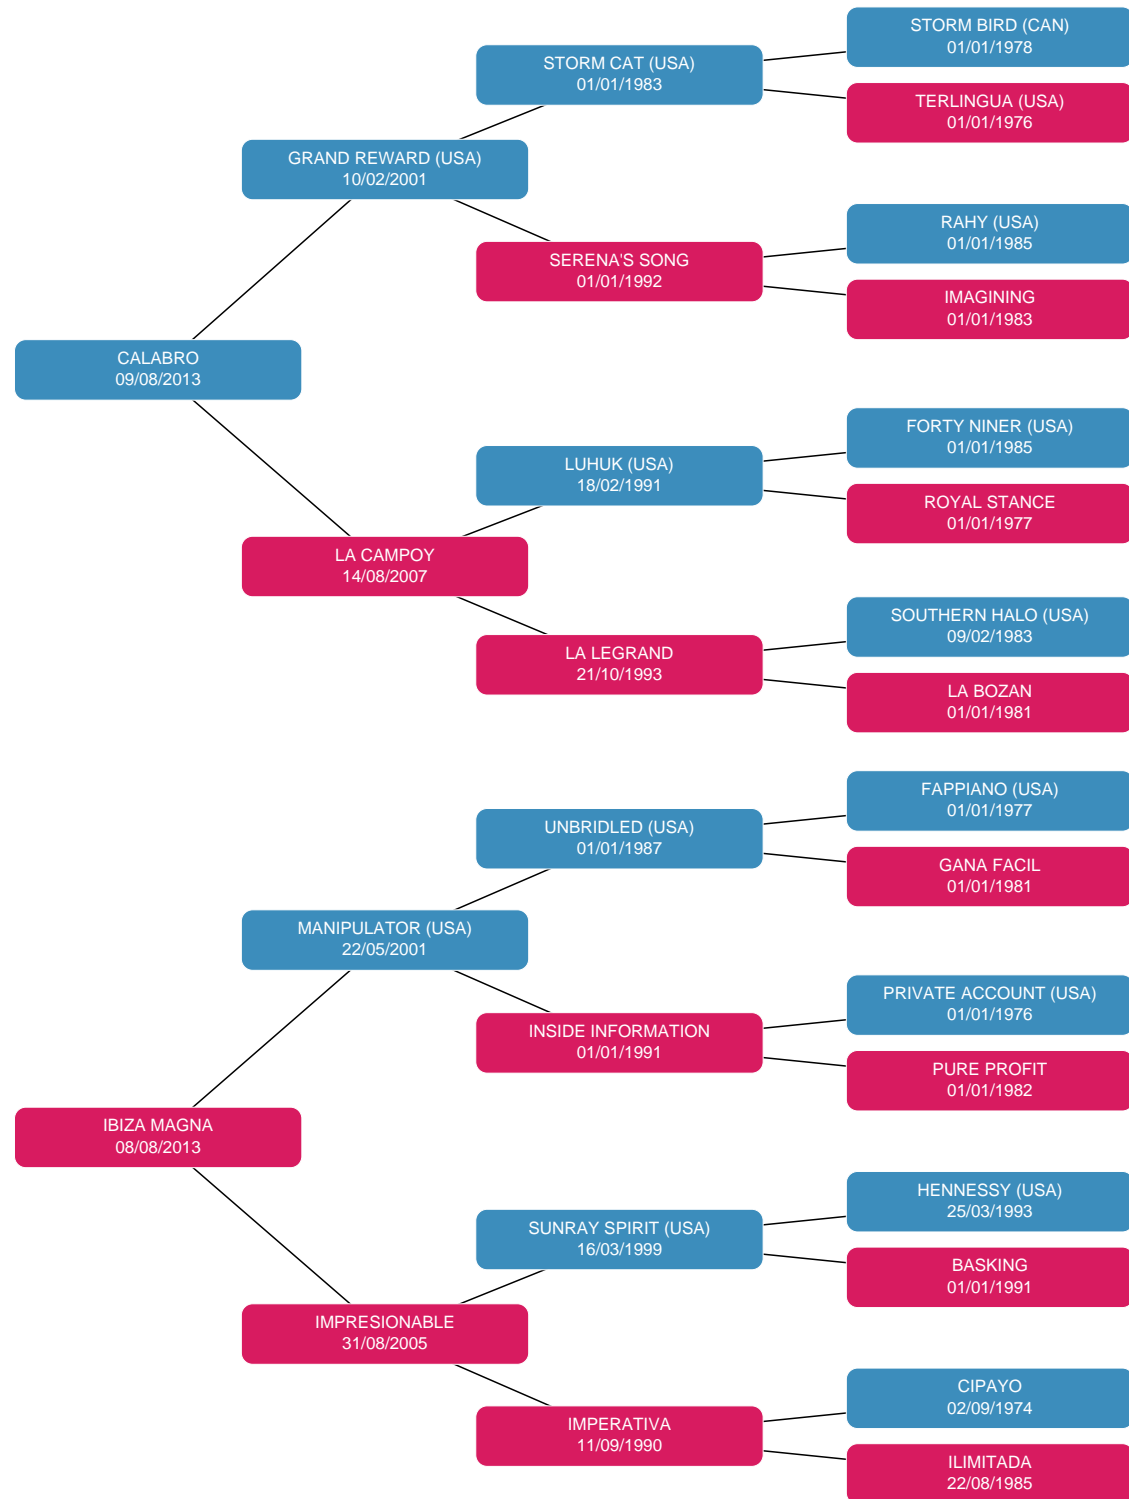 STORM BIRD (CAN)
01/01/1978
STORM CAT (USA)
01/01/1983
TERLINGUA (USA)
01/01/1976
GRAND REWARD (USA)
10/02/2001
RAHY (USA)
01/01/1985
SERENA'S SONG
01/01/1992
IMAGINING
01/01/1983
CALABRO
09/08/2013
FORTY NINER (USA)
01/01/1985
LUHUK (USA)
18/02/1991
ROYAL STANCE
01/01/1977
LA CAMPOY
14/08/2007
SOUTHERN HALO (USA)
09/02/1983
LA LEGRAND
21/10/1993
LA BOZAN
01/01/1981
FAPPIANO (USA)
01/01/1977
UNBRIDLED (USA)
01/01/1987
GANA FACIL
01/01/1981
MANIPULATOR (USA)
22/05/2001
PRIVATE ACCOUNT (USA)
01/01/1976
INSIDE INFORMATION
01/01/1991
PURE PROFIT
01/01/1982
IBIZA MAGNA
08/08/2013
HENNESSY (USA)
25/03/1993
SUNRAY SPIRIT (USA)
16/03/1999
BASKING
01/01/1991
IMPRESIONABLE
31/08/2005
CIPAYO
02/09/1974
IMPERATIVA
11/09/1990
ILIMITADA
22/08/1985